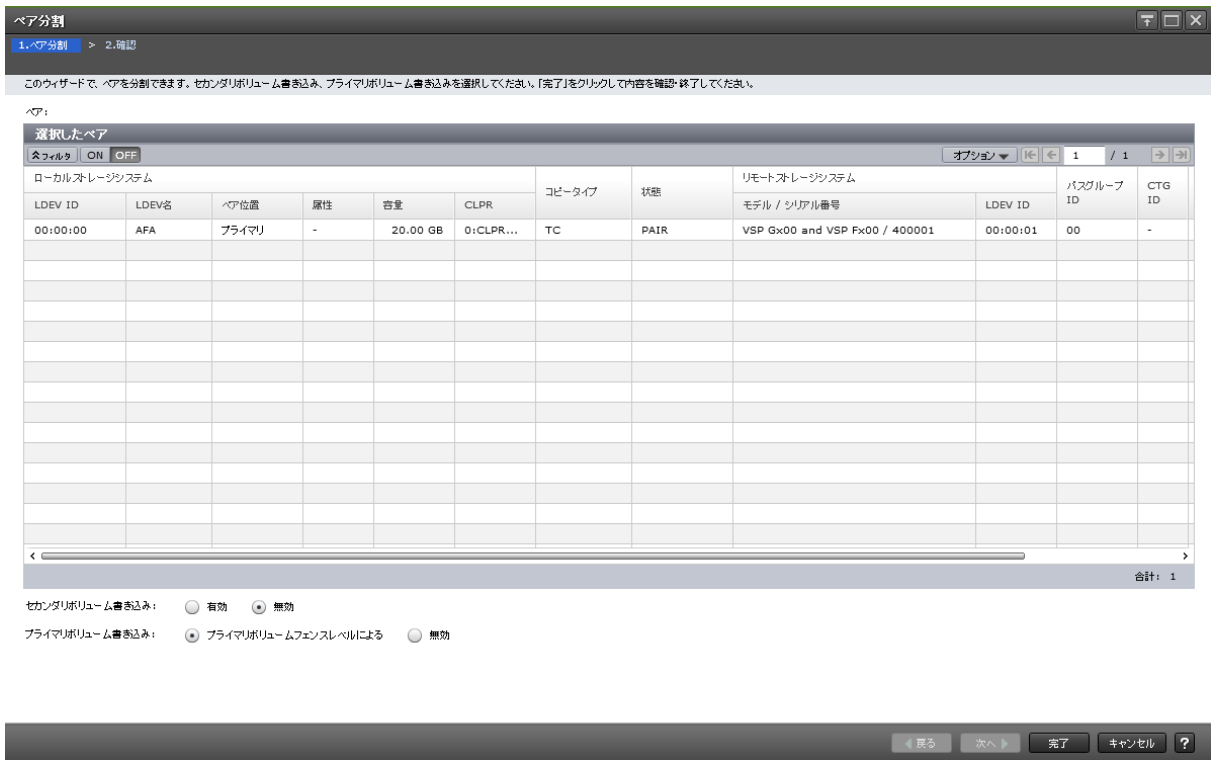 ペア分割
1.ペア分割 > 2.確認
このウィザードで、ペアを分割できます。セカンダリボリューム書き込み、プライマリボリューム書き込みを選択してください。「完了」をクリックして内容を確認・終了してください。
ペア:
選択したペア
フィルタ ON OFF オプション 1 / 1
ローカルストレージシステム コピータイプ 状態 リモートストレージシステム パスグループ ID CTG ID
LDEV ID LDEV名 ペア位置 属性 容量 CLPR モデル / シリアル番号 LDEV ID
00:00:00 AFA プライマリ - 20.00 GB 0:CLPR... TC PAIR VSP Gx00 and VSP Fx00 / 400001 00:00:01 00 -
合計: 1
セカンダリボリューム書き込み: 有効 無効
プライマリボリューム書き込み: プライマリボリュームフェンスレベルによる 無効
戻る 次へ 完了 キャンセル ?